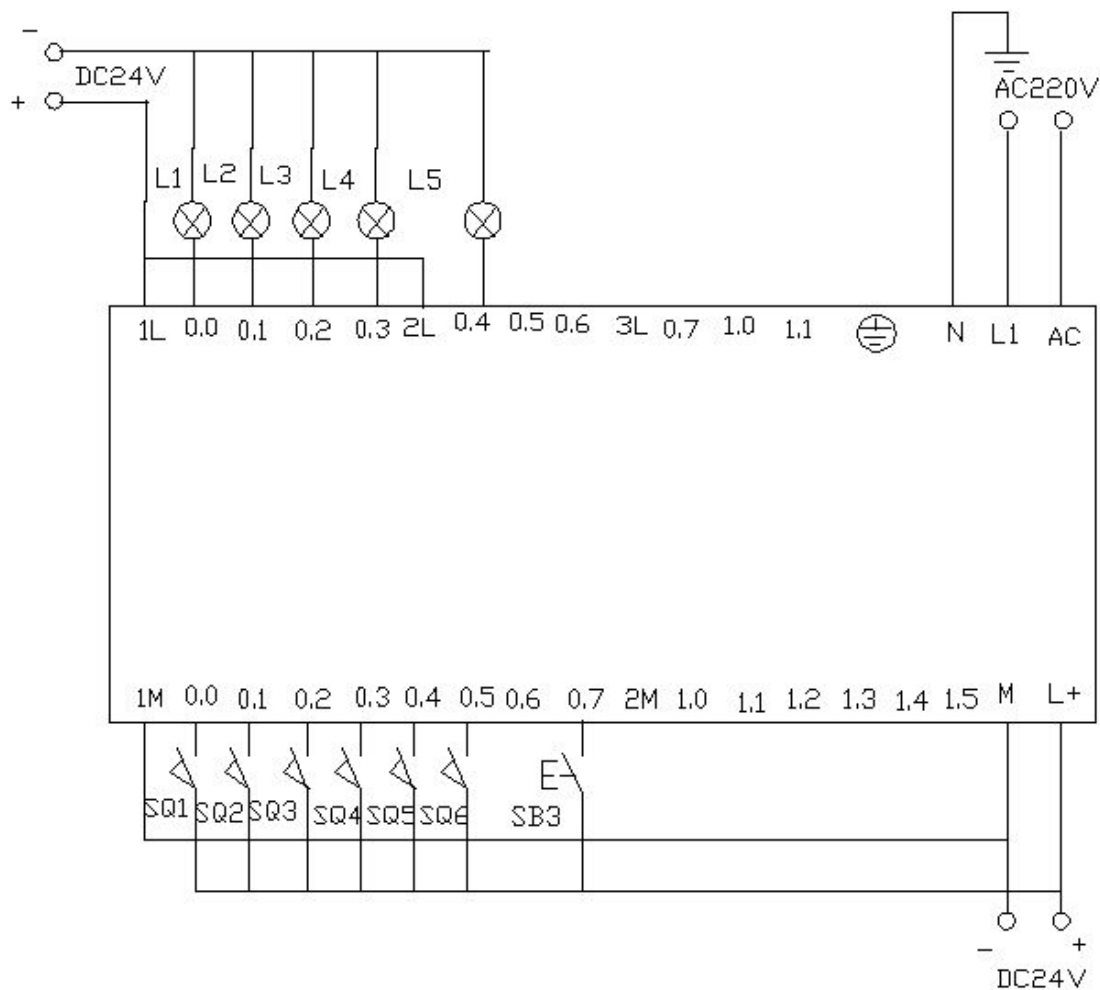 -
DC24V
+
AC220V
L1 L2 L3 L4 L5
1L 0.0 0.1 0.2 0.3 2L 0.4 0.5 0.6 3L 0.7 1.0 1.1 N L1 AC
1M 0.0 0.1 0.2 0.3 0.4 0.5 0.6 0.7 2M 1.0 1.1 1.2 1.3 1.4 1.5 M L+
SQ1 SQ2 SQ3 SQ4 SQ5 SQ6 SB3
- +
DC24V